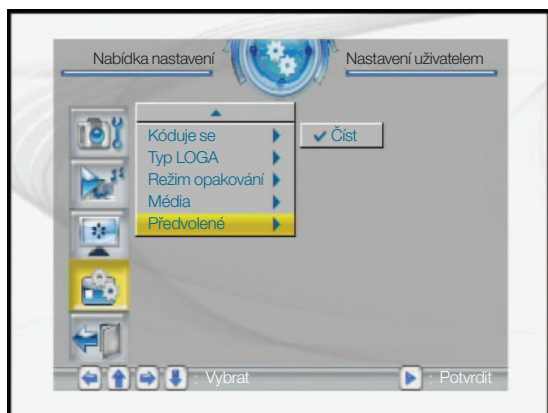 Nabídka nastavení
Nastavení uživatelem
Kóduje se
Číst
Typ LOGA
Režim opakování
Média
Předvolené
: Vybrat
: Potvrdit